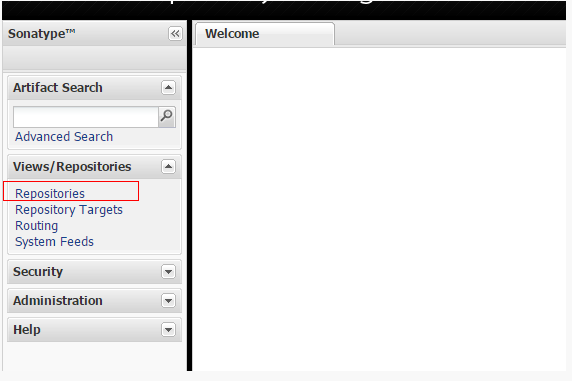 Sonatype™
Welcome
Artifact Search
Advanced Search
Views/Repositories
Repositories
Repository Targets
Routing
System Feeds
Security
Administration
Help